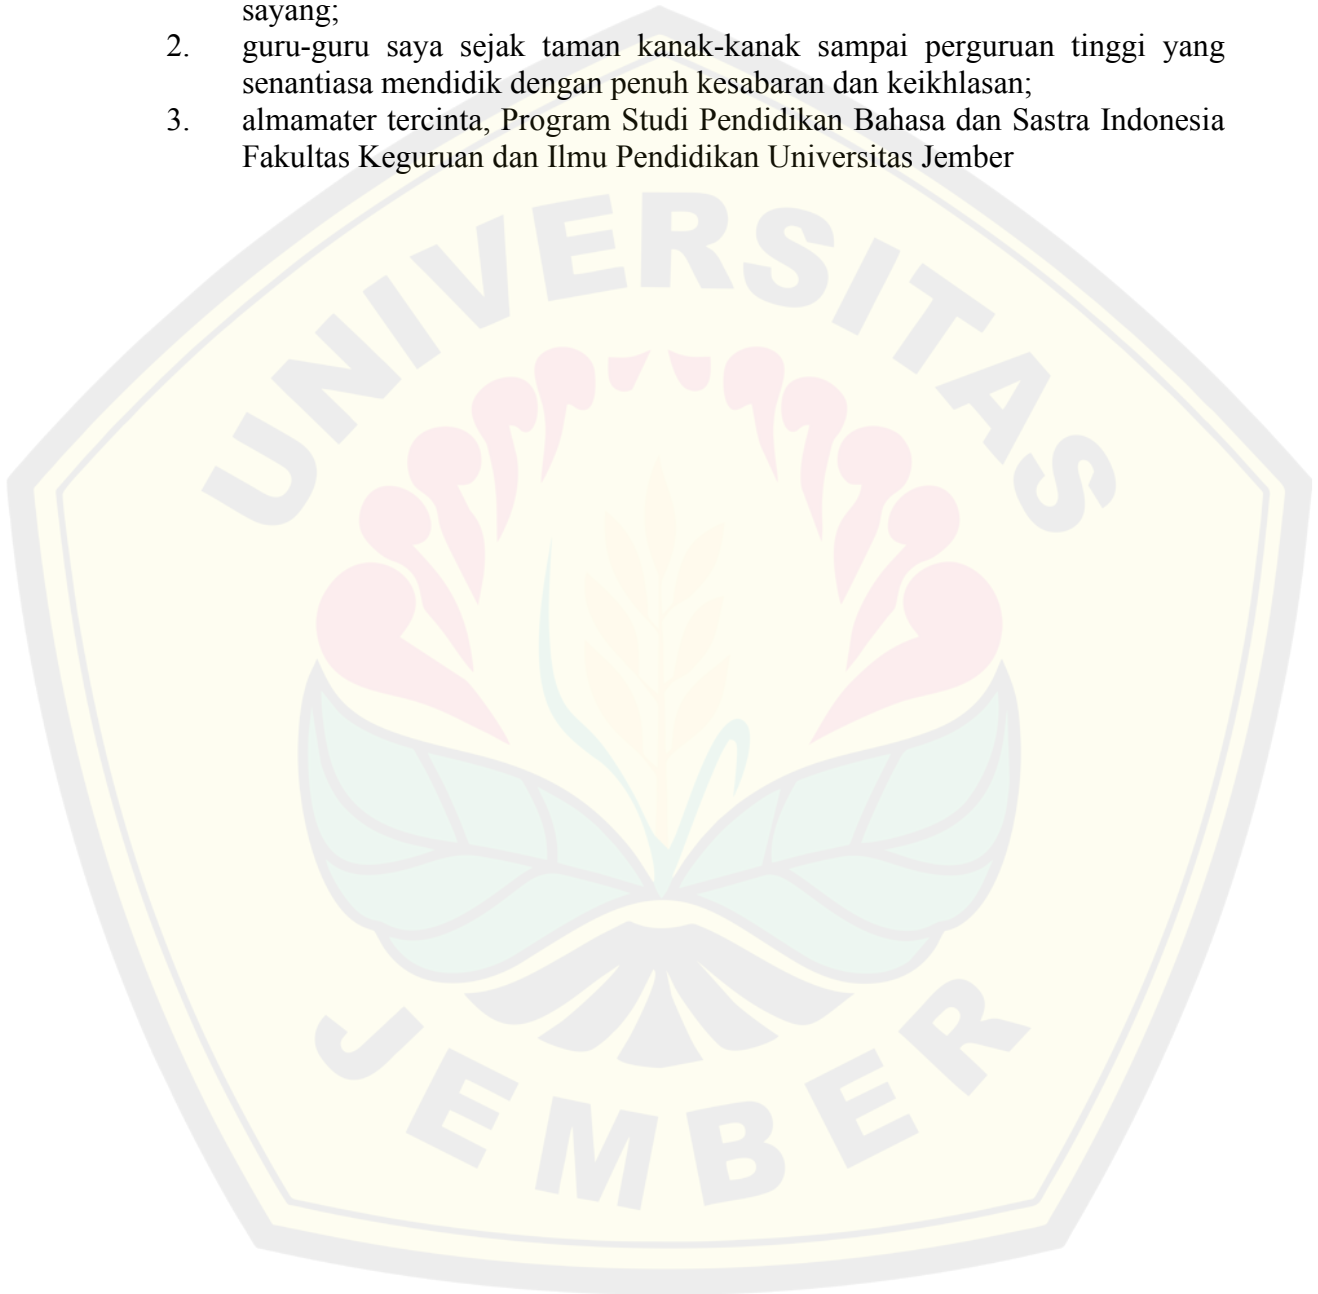 sayang;
2. guru-guru saya sejak taman kanak-kanak sampai perguruan tinggi yang
senantiasa mendidik dengan penuh kesabaran dan keikhlasan;
3. almamater tercinta, Program Studi Pendidikan Bahasa dan Sastra Indonesia
Fakultas Keguruan dan Ilmu Pendidikan Universitas Jember
UNIVERSITAS
JEMBER